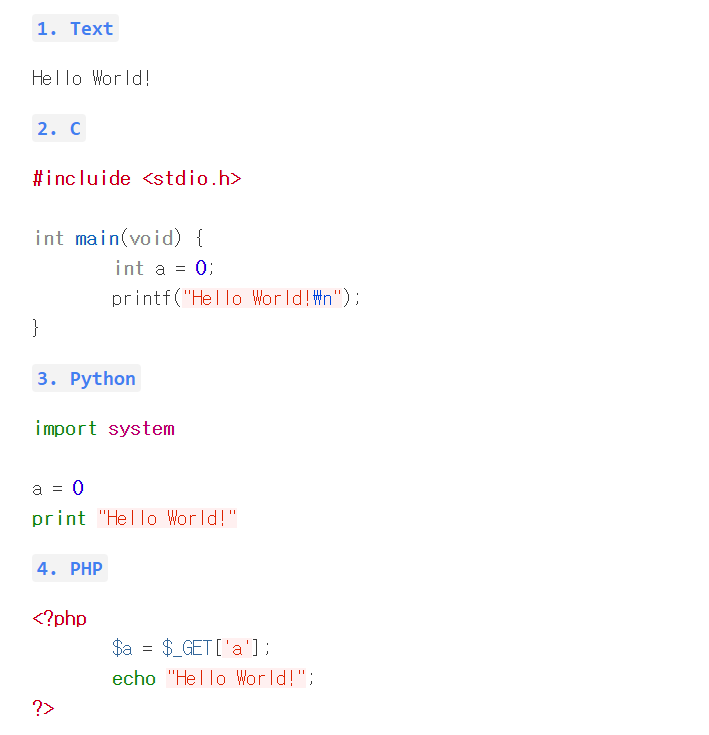 1. Text
Hello World!
2. C
#incluide <stdio.h>
int main(void) {
int a = 0;
printf("Hello World!₩n");
}
3. Python
import system
a = 0
print "Hello World!"
4. PHP
<?php
$a = $_GET['a'];
echo "Hello World!";
?>